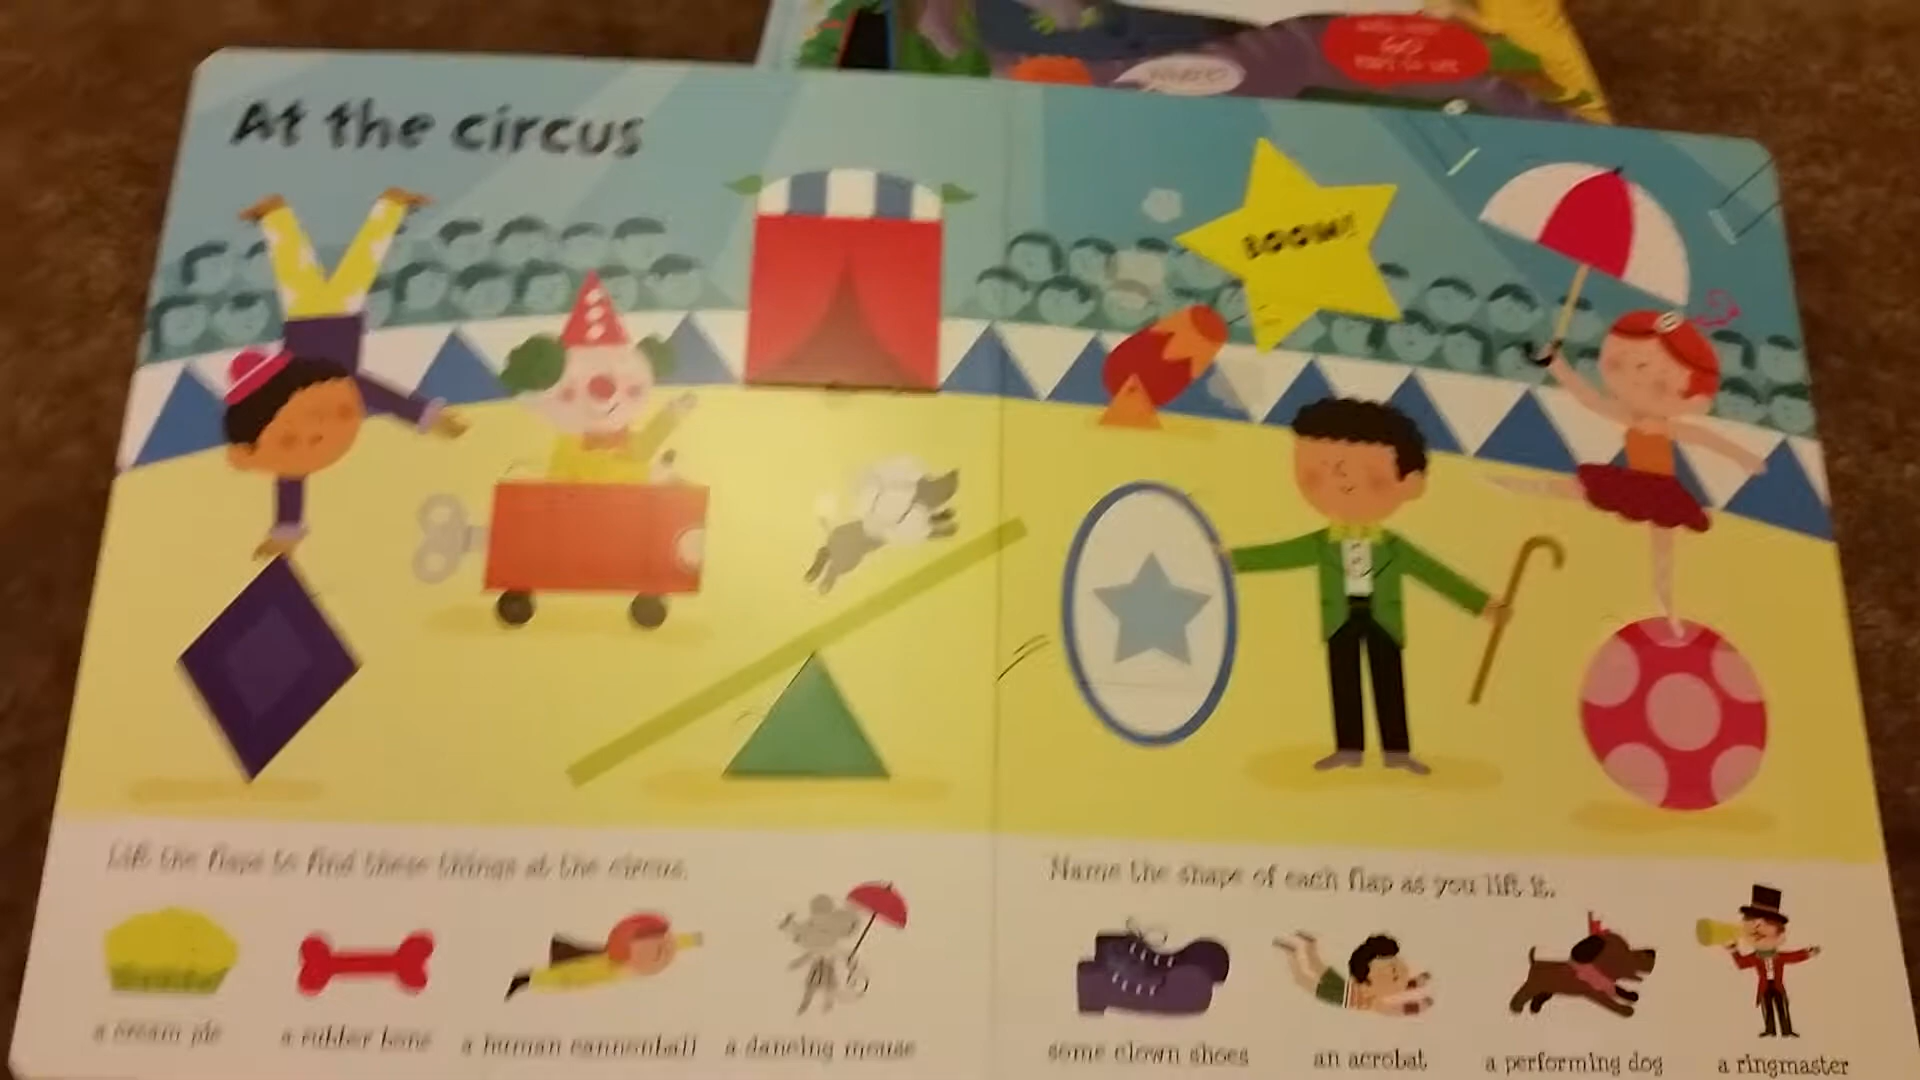 WHERE?
60
At the circus
BOOM!
Lift the flaps to find these things at the circus.
Name the shape of each flap as you lift it.
a cream pie
a rubber bone
a human cannonball
a dancing mouse
some clown shoes
an acrobat
a performing dog
a ringmaster